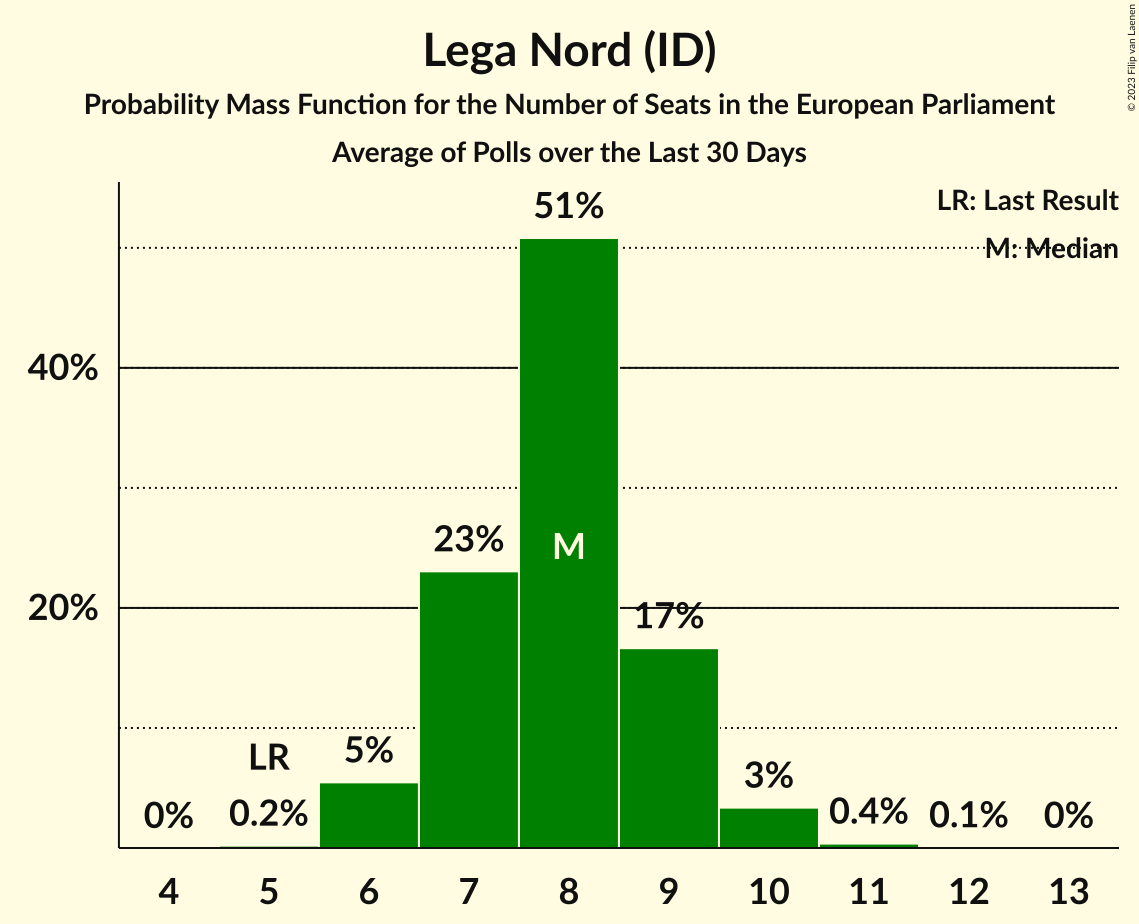 Lega Nord (ID)
Probability Mass Function for the Number of Seats in the European Parliament
Average of Polls over the Last 30 Days
© 2023 Filip van Laenen
LR: Last Result
M: Median
51%
40%
23%
M
20%
17%
LR
5%
3%
0%
0.2%
0.4%
0.1%
0%
4 5 6 7 8 9 10 11 12 13